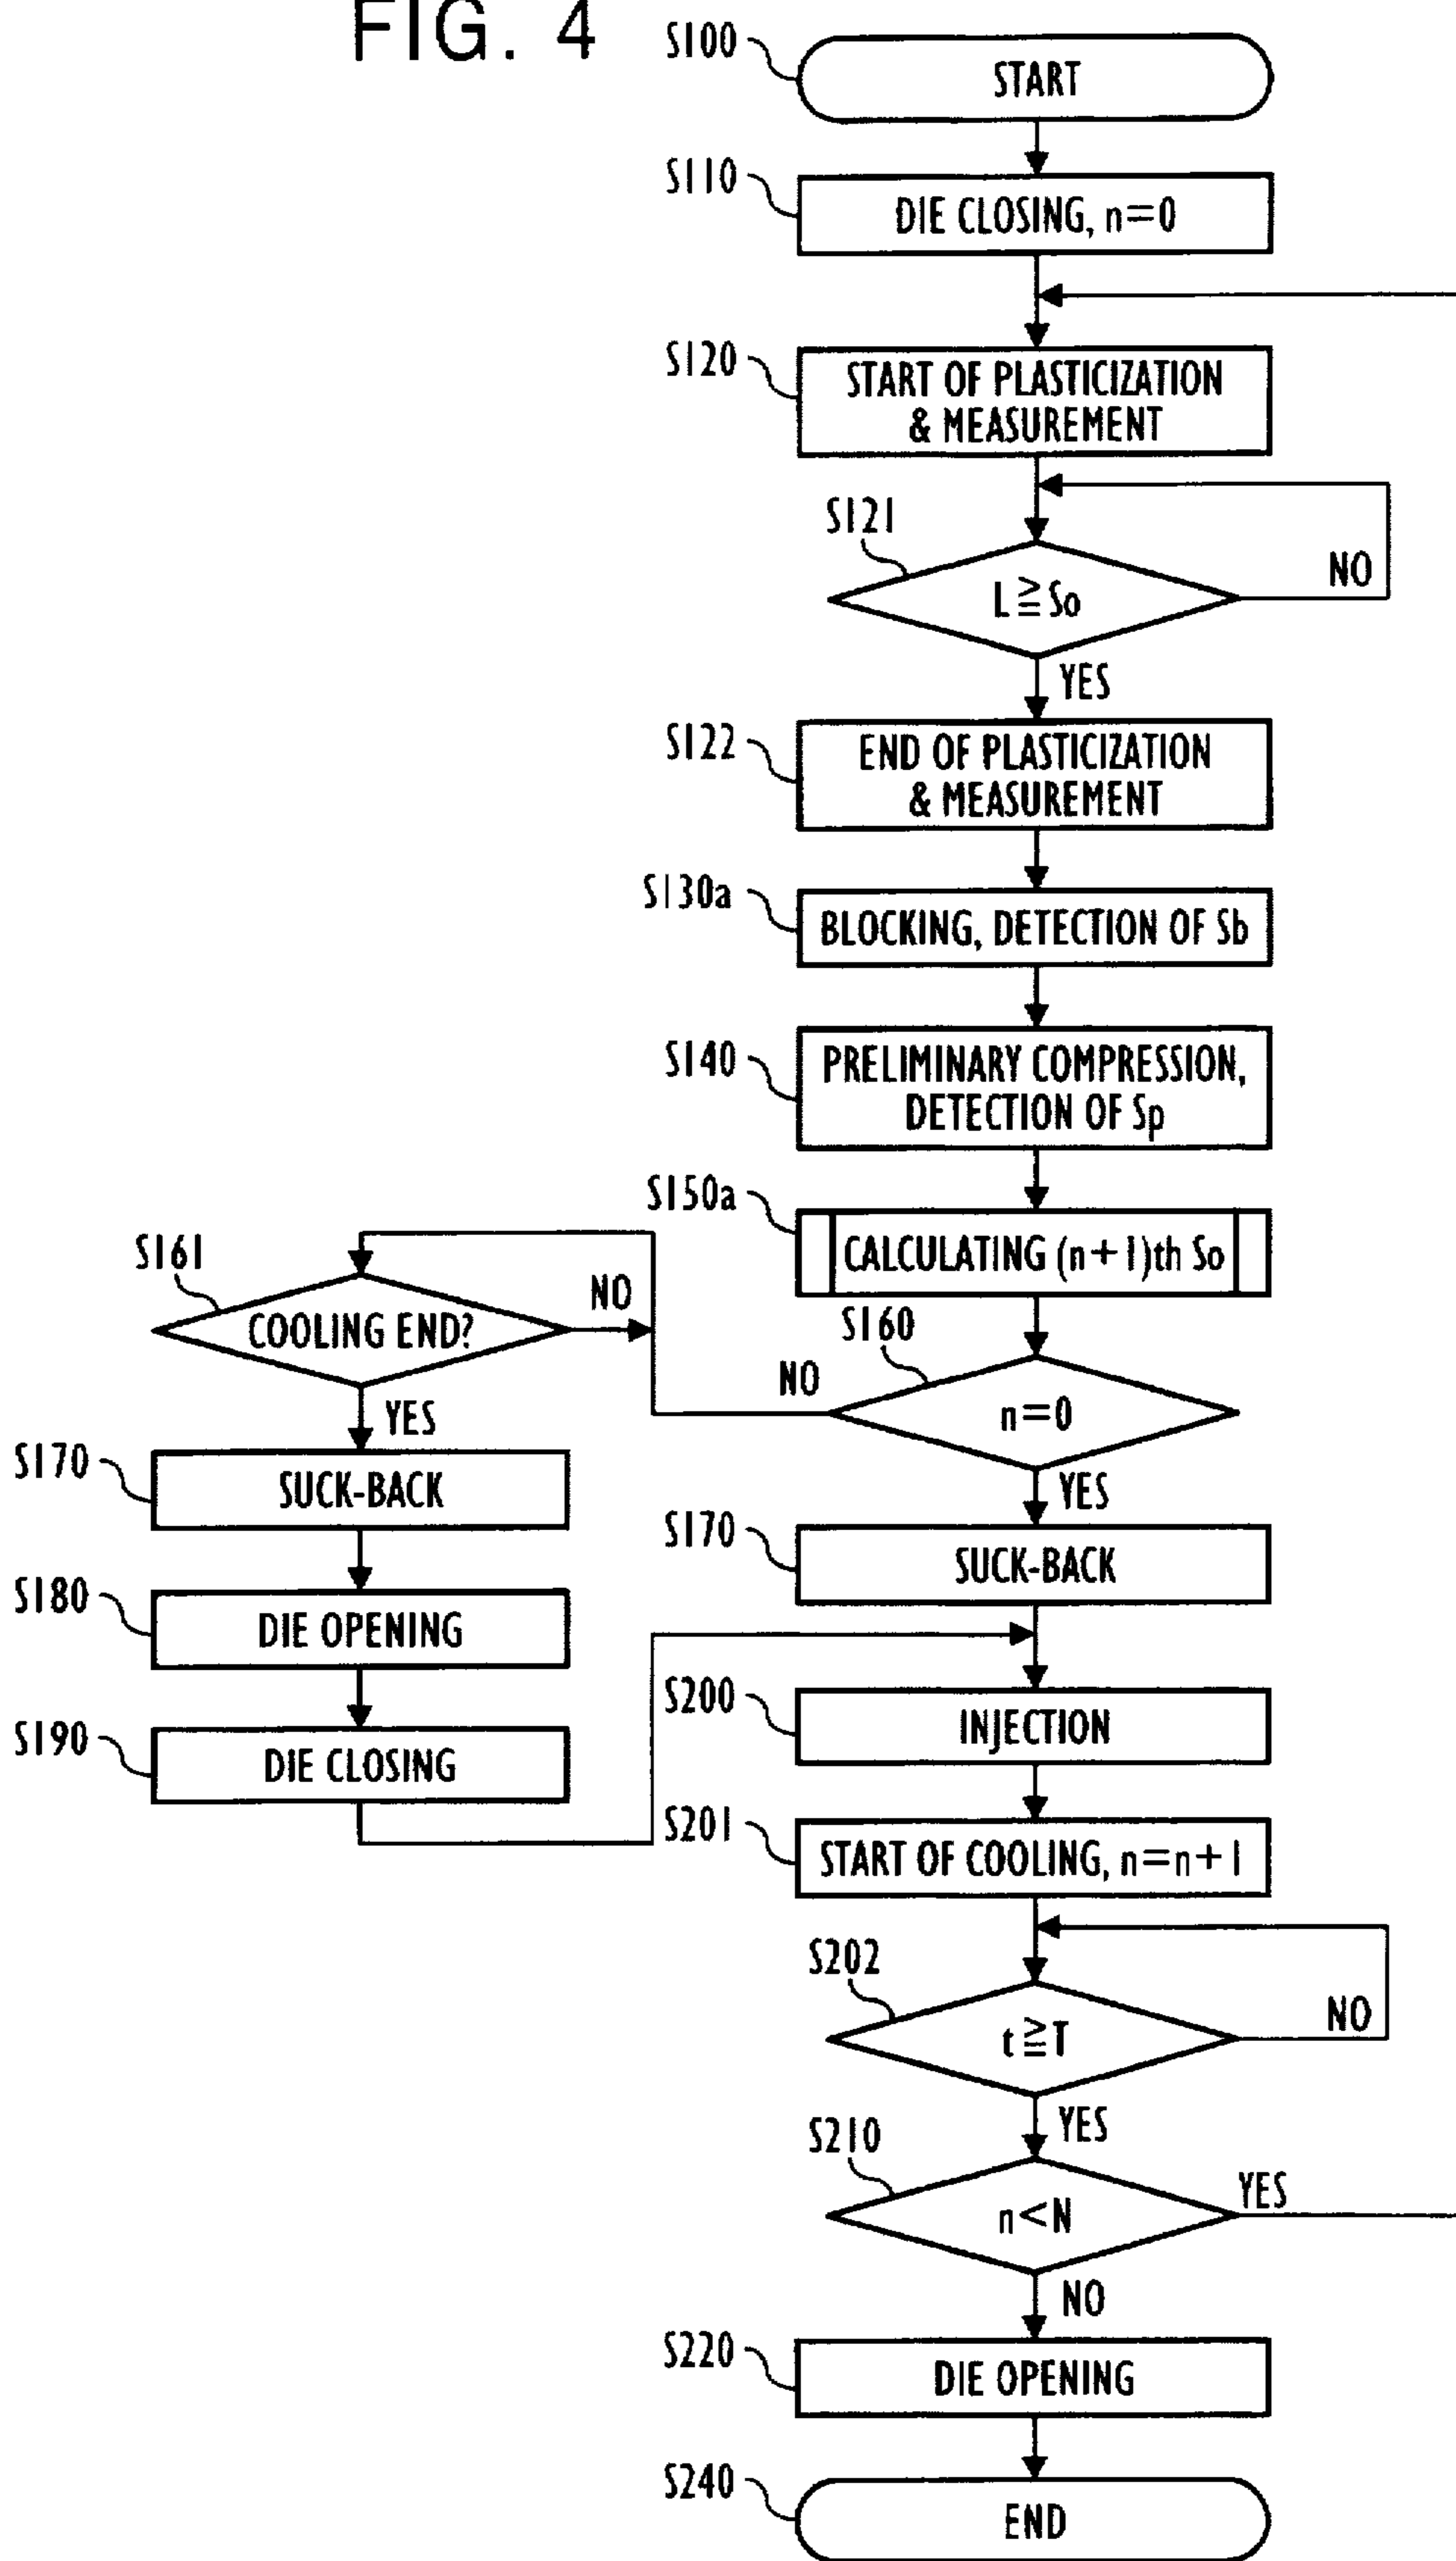 FIG. 4
S100
START
S110
DIE CLOSING, n=0
S120
START OF PLASTICIZATION
& MEASUREMENT
S121
L≧So
NO
YES
S122
END OF PLASTICIZATION
& MEASUREMENT
S130a
BLOCKING, DETECTION OF Sb
S140
PRELIMINARY COMPRESSION,
DETECTION OF Sp
S150a
CALCULATING (n+1)th So
S160
n=0
NO
YES
S161
COOLING END?
NO
YES
S170
SUCK-BACK
S180
DIE OPENING
S190
DIE CLOSING
S170
SUCK-BACK
S200
INJECTION
S201
START OF COOLING, n=n+1
S202
t≧T
NO
YES
S210
n<N
YES
NO
S220
DIE OPENING
S240
END